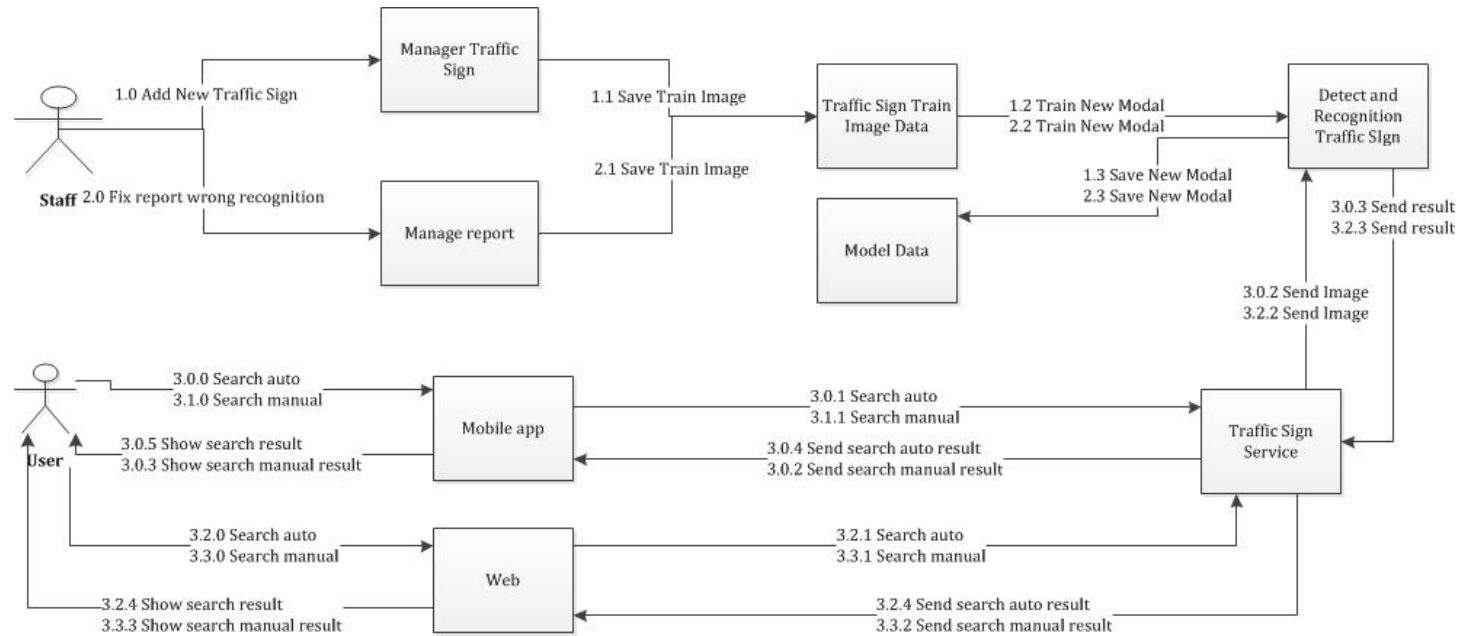 Manager Traffic
Sign
1.0 Add New Traffic Sign
1.1 Save Train Image
Traffic Sign Train
Image Data
1.2 Train New Modal
2.2 Train New Modal
Detect and
Recognition
Traffic SIgn
Staff
2.0 Fix report wrong recognition
Manage report
2.1 Save Train Image
1.3 Save New Modal
2.3 Save New Modal
Model Data
3.0.3 Send result
3.2.3 Send result
3.0.2 Send Image
3.2.2 Send Image
User
3.0.0 Search auto
3.1.0 Search manual
Mobile app
3.0.1 Search auto
3.1.1 Search manual
Traffic Sign
Service
3.0.5 Show search result
3.0.3 Show search manual result
3.0.4 Send search auto result
3.0.2 Send search manual result
3.2.0 Search auto
3.3.0 Search manual
Web
3.2.1 Search auto
3.3.1 Search manual
3.2.4 Show search result
3.3.3 Show search manual result
3.2.4 Send search auto result
3.3.2 Send search manual result